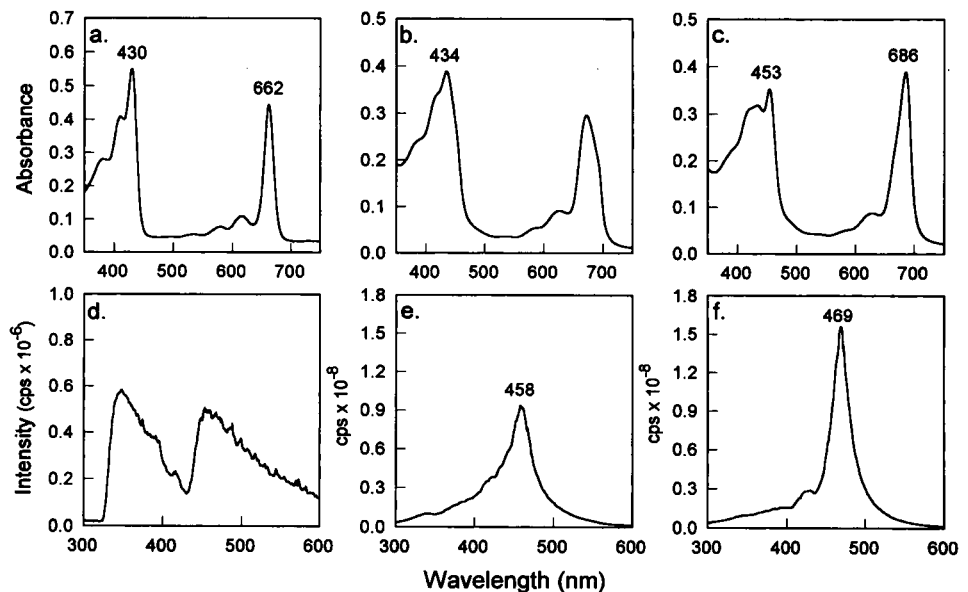 a.
430
662
Absorbance
0.7
0.6
0.5
0.4
0.3
0.2
0.1
0.0
400 500 600 700
b.
434
0.5
0.4
0.3
0.2
0.1
0.0
400 500 600 700
c.
453
686
0.5
0.4
0.3
0.2
0.1
0.0
400 500 600 700
d.
Intensity (cps x 10⁻⁶)
1.0
0.8
0.6
0.4
0.2
0.0
300 400 500 600
e.
458
cps x 10⁻⁸
1.8
1.5
1.2
0.9
0.6
0.3
0.0
300 400 500 600
f.
469
cps x 10⁻⁸
1.8
1.5
1.2
0.9
0.6
0.3
0.0
300 400 500 600
Wavelength (nm)